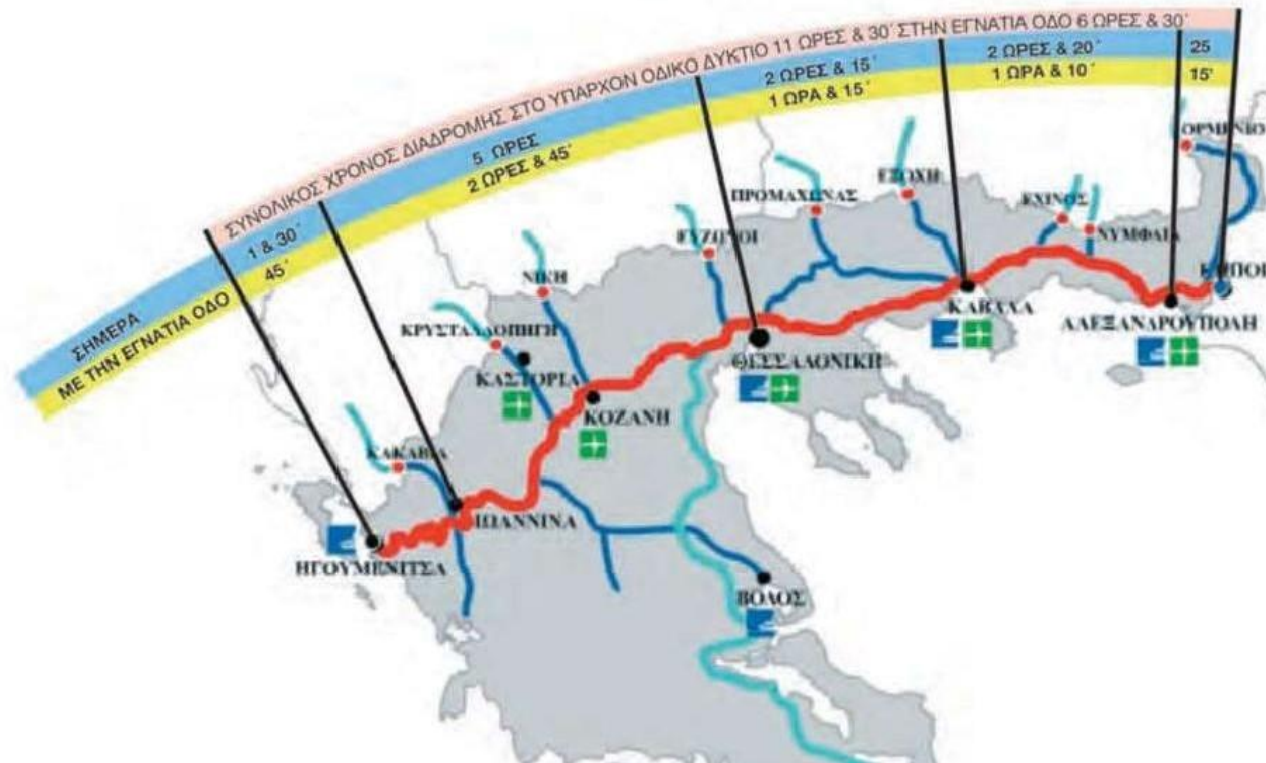 ΣΥΝΟΛΙΚΟΣ ΧΡΟΝΟΣ ΔΙΑΔΡΟΜΗΣ ΣΤΟ ΥΠΑΡΧΟΝ ΟΔΙΚΟ ΔΥΚΤΙΟ 11 ΩΡΕΣ & 30΄ ΣΤΗΝ ΕΓΝΑΤΙΑ ΟΔΟ 6 ΩΡΕΣ & 30΄
ΣΗΜΕΡΑ
1 & 30΄
5 ΩΡΕΣ
2 ΩΡΕΣ & 15΄
2 ΩΡΕΣ & 20΄
25
ΜΕ ΤΗΝ ΕΓΝΑΤΙΑ ΟΔΟ
45΄
2 ΩΡΕΣ & 45΄
1 ΩΡΑ & 15΄
1 ΩΡΑ & 10΄
15'
ΟΡΜΕΝΙΟ
ΕΞΟΧΗ
ΠΡΟΜΑΧΩΝΑΣ
ΕΧΙΝΟΣ
ΝΥΜΦΑΙΑ
ΕΥΖΩΝΟΙ
ΚΗΠΟΙ
ΝΙΚΗ
ΚΑΒΑΛΑ
ΑΛΕΞΑΝΔΡΟΥΠΟΛΗ
ΚΡΥΣΤΑΛΛΟΠΗΓΗ
ΘΕΣΣΑΛΟΝΙΚΗ
ΚΑΣΤΟΡΙΑ
ΚΟΖΑΝΗ
ΚΑΚΑΒΙΑ
ΙΩΑΝΝΙΝΑ
ΗΓΟΥΜΕΝΙΤΣΑ
ΒΟΛΟΣ